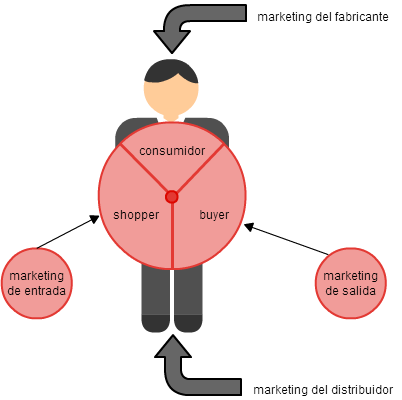 marketing del fabricante
consumidor
shopper
buyer
marketing
de entrada
marketing
de salida
marketing del distribuidor